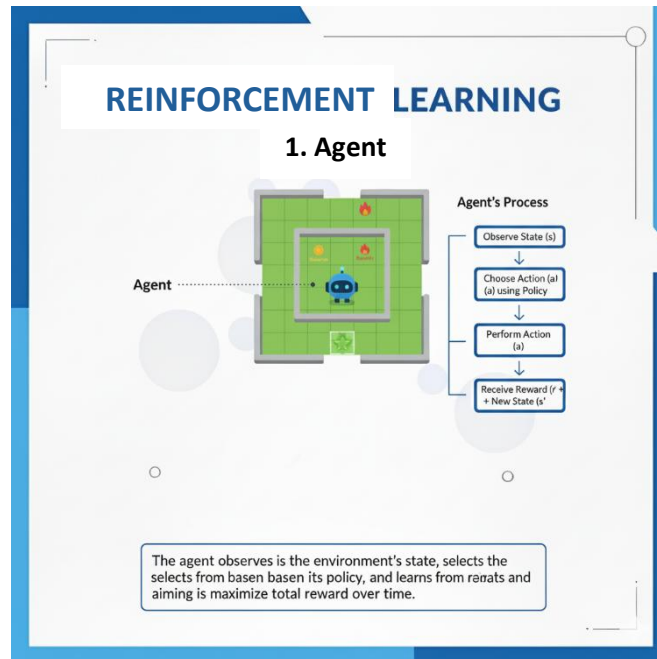 REINFORCEMENT LEARNING
1. Agent
Agent's Process
Observe State (s)
Choose Action (a)
(a) using Policy
Perform Action
(a)
Receive Reward (r +
+ New State (s'
Agent
The agent observes is the environment's state, selects the
selects from basen basen its policy, and learns from and
aiming is maximize total reward over time.